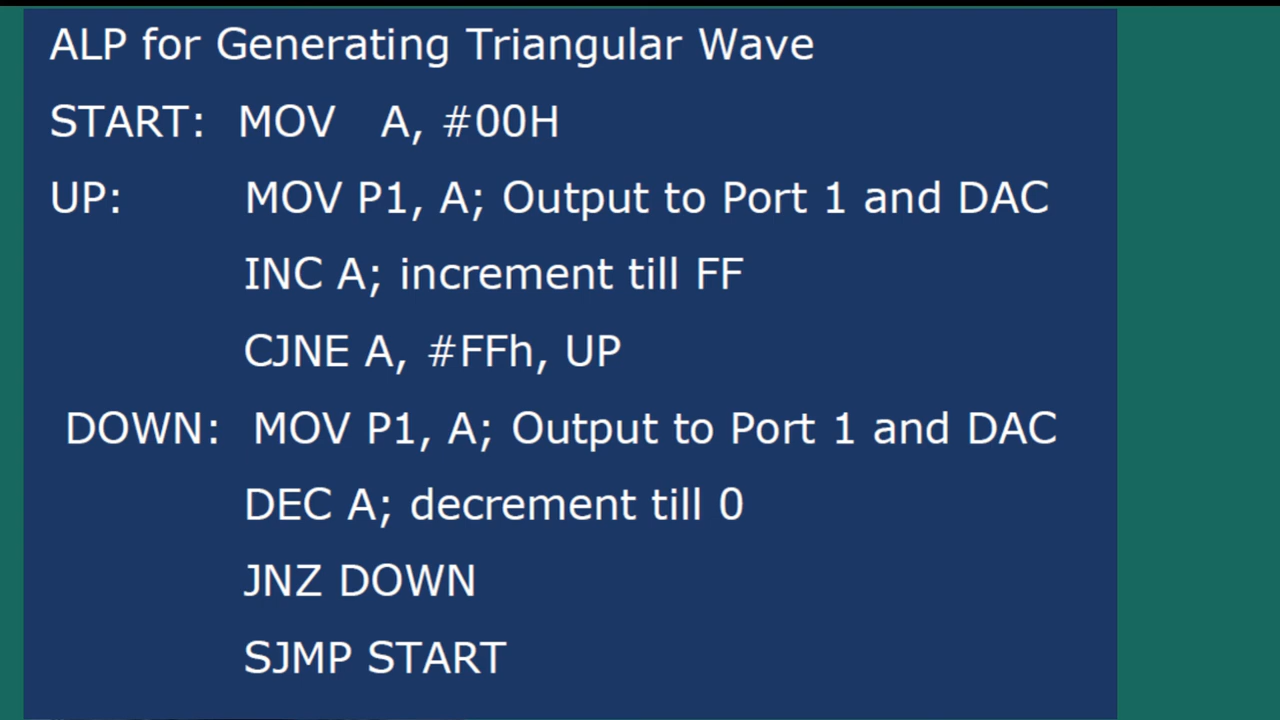 ALP for Generating Triangular Wave
START: MOV A, #00H
UP: MOV P1, A; Output to Port 1 and DAC
INC A; increment till FF
CJNE A, #FFh, UP
DOWN: MOV P1, A; Output to Port 1 and DAC
DEC A; decrement till 0
JNZ DOWN
SJMP START